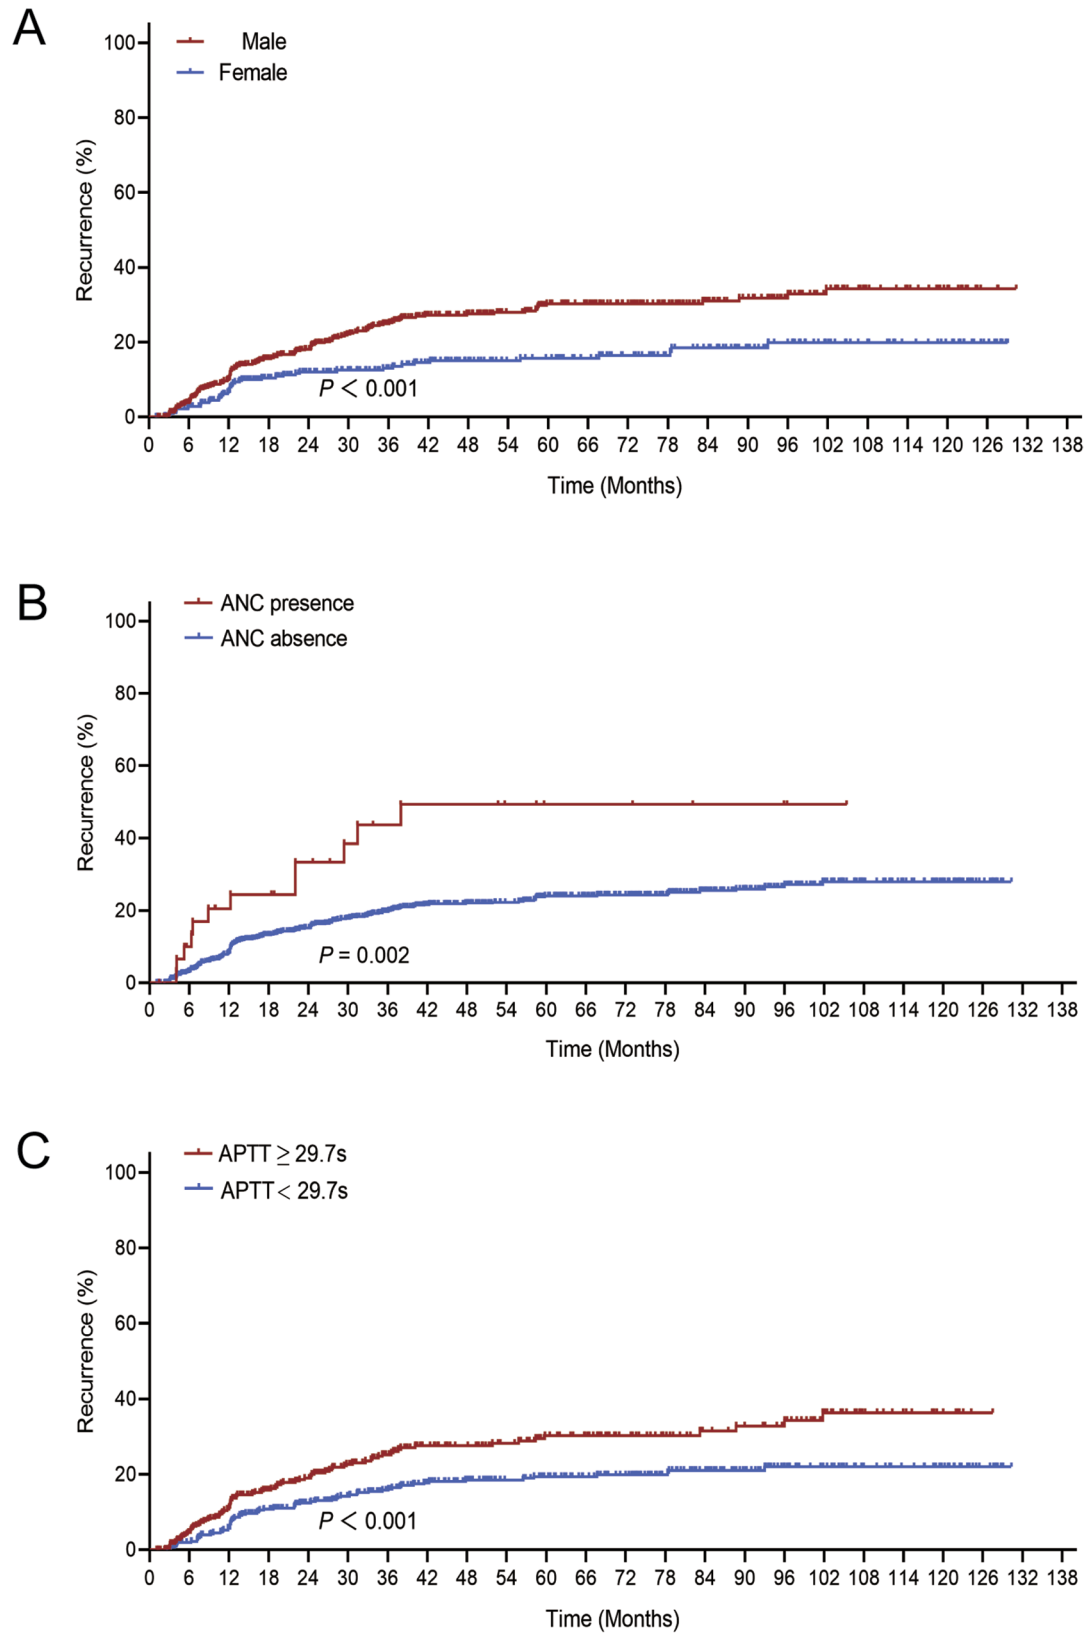 A
Male
Female
Recurrence (%)
100
80
60
40
20
0
P < 0.001
0 6 12 18 24 30 36 42 48 54 60 66 72 78 84 90 96 102 108 114 120 126 132 138
Time (Months)
B
ANC presence
ANC absence
Recurrence (%)
100
80
60
40
20
0
P = 0.002
0 6 12 18 24 30 36 42 48 54 60 66 72 78 84 90 96 102 108 114 120 126 132 138
Time (Months)
C
APTT ≥ 29.7s
APTT < 29.7s
Recurrence (%)
100
80
60
40
20
0
P < 0.001
0 6 12 18 24 30 36 42 48 54 60 66 72 78 84 90 96 102 108 114 120 126 132 138
Time (Months)